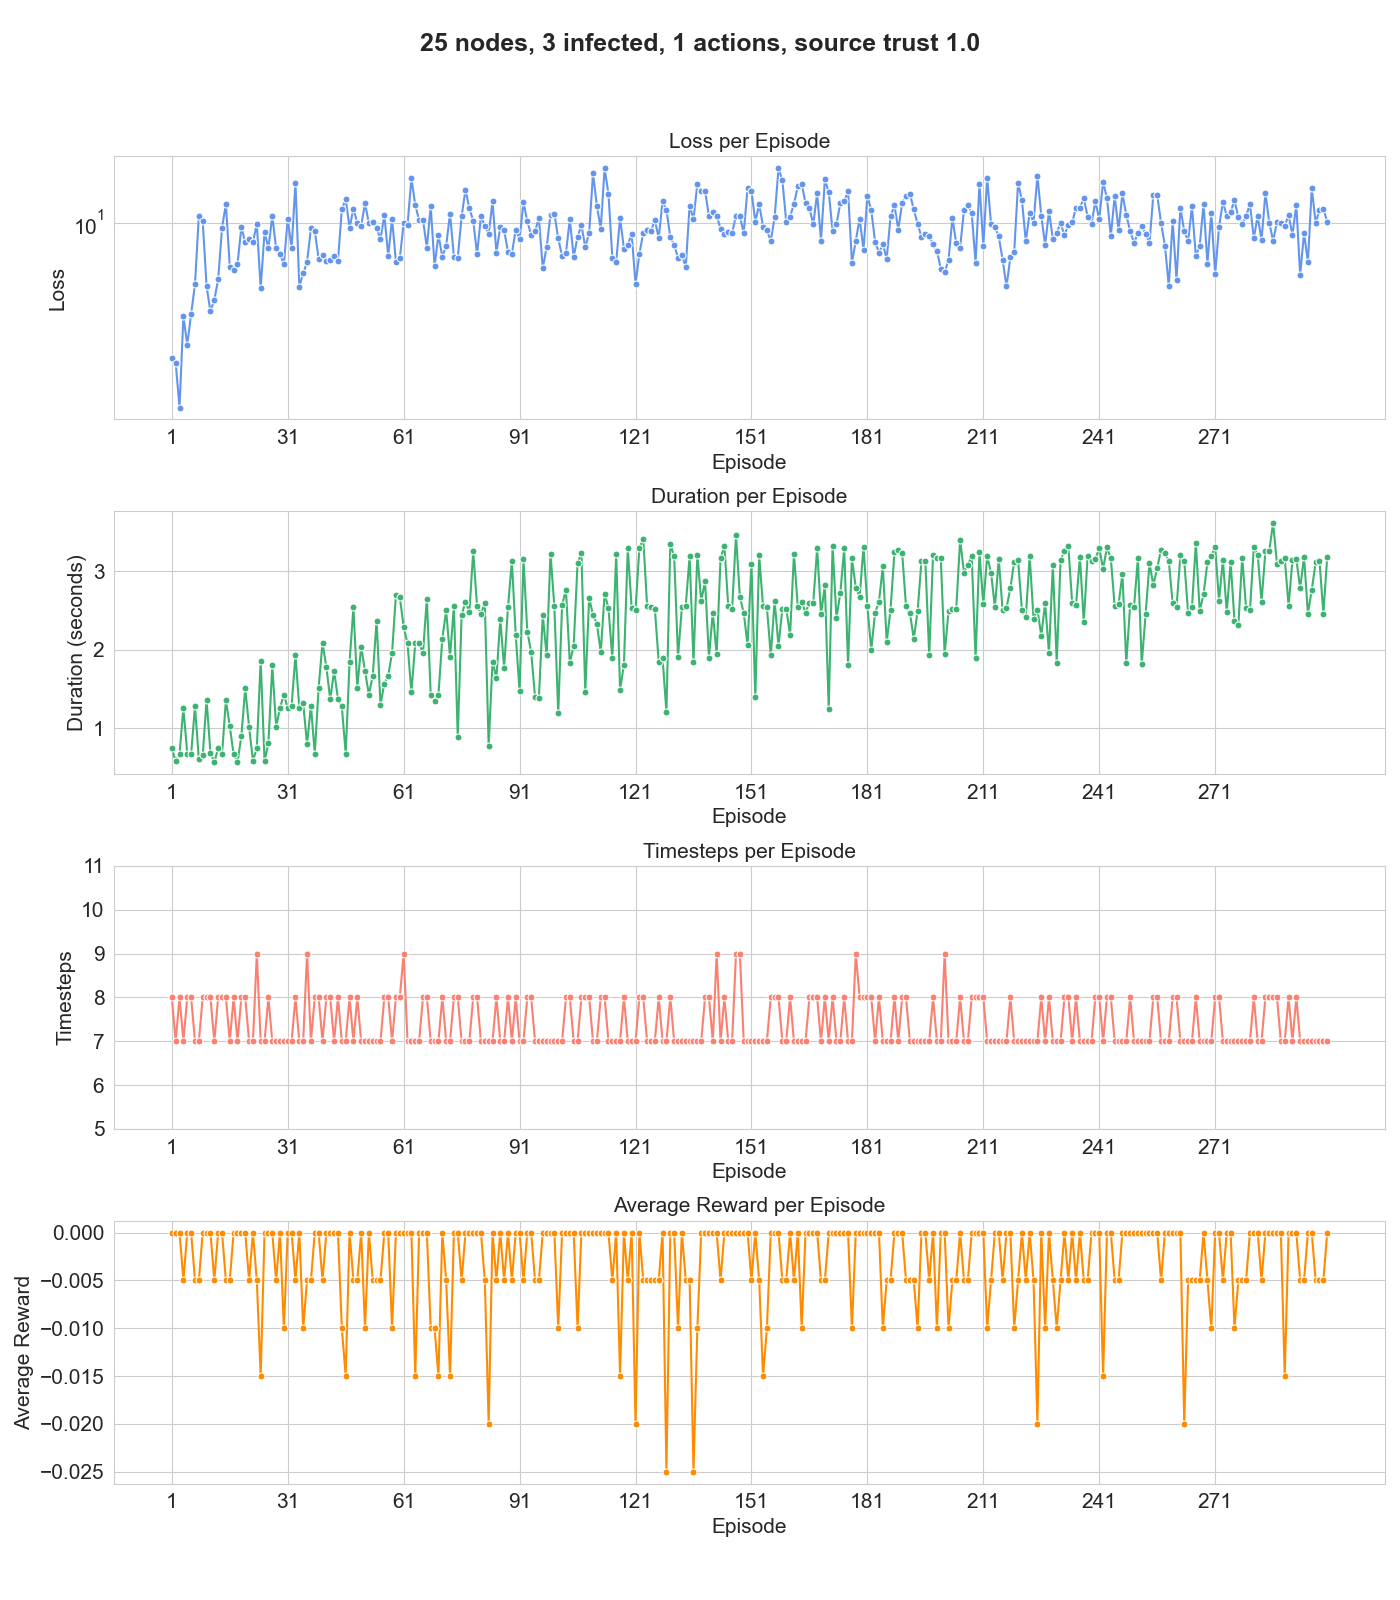 25 nodes, 3 infected, 1 actions, source trust 1.0
Loss per Episode
10^1
Loss
1 31 61 91 121 151 181 211 241 271
Episode
Duration per Episode
3
2
1
Duration (seconds)
1 31 61 91 121 151 181 211 241 271
Episode
Timesteps per Episode
11
10
9
8
7
6
5
Timesteps
1 31 61 91 121 151 181 211 241 271
Episode
Average Reward per Episode
0.000
−0.005
−0.010
−0.015
−0.020
−0.025
Average Reward
1 31 61 91 121 151 181 211 241 271
Episode